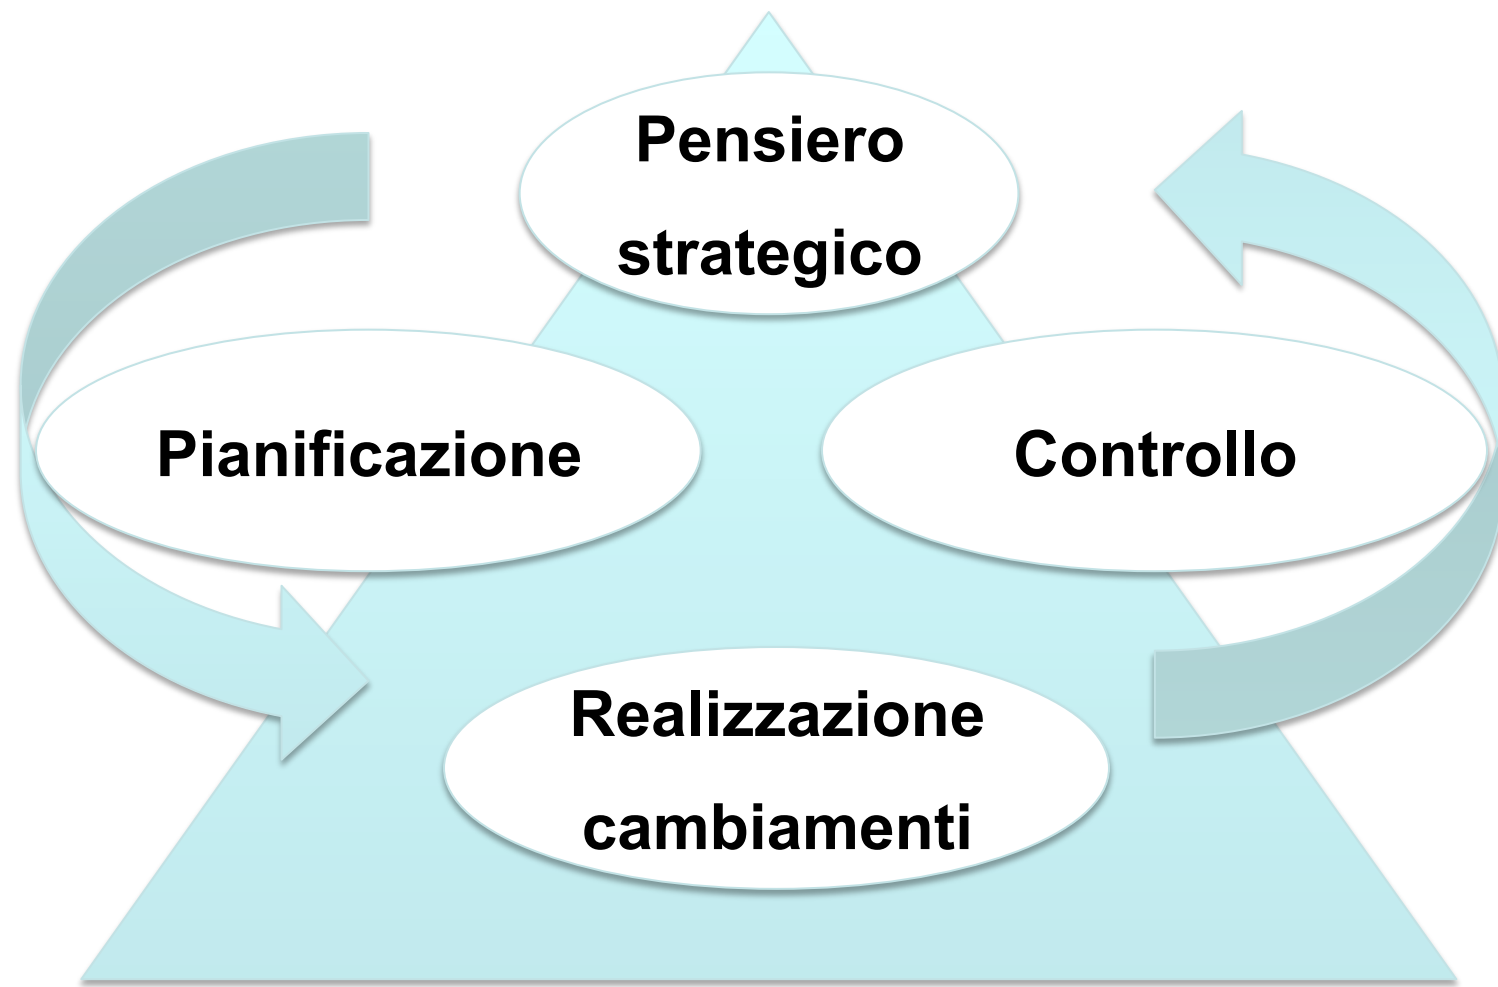 Pensiero
strategico
Pianificazione
Controllo
Realizzazione
cambiamenti